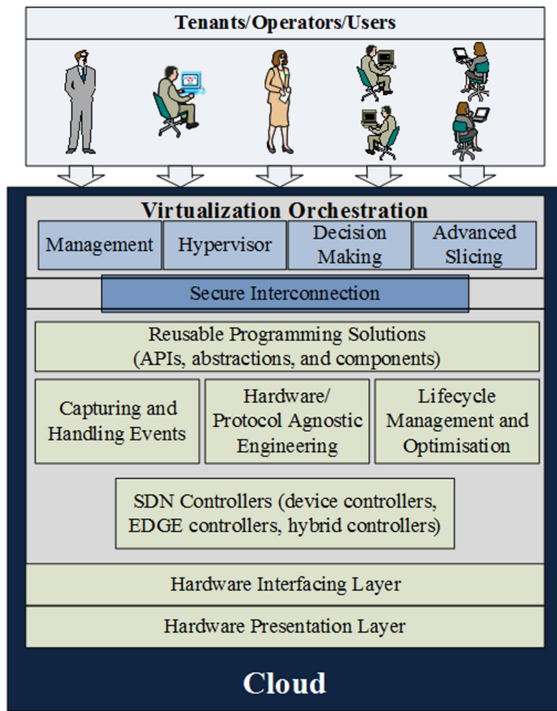 Tenants/Operators/Users
Virtualization Orchestration
Management
Hypervisor
Decision
Making
Advanced
Slicing
Secure Interconnection
Reusable Programming Solutions
(APIs, abstractions, and components)
Capturing and
Handling Events
Hardware/
Protocol Agnostic
Engineering
Lifecycle
Management and
Optimisation
SDN Controllers (device controllers,
EDGE controllers, hybrid controllers)
Hardware Interfacing Layer
Hardware Presentation Layer
Cloud